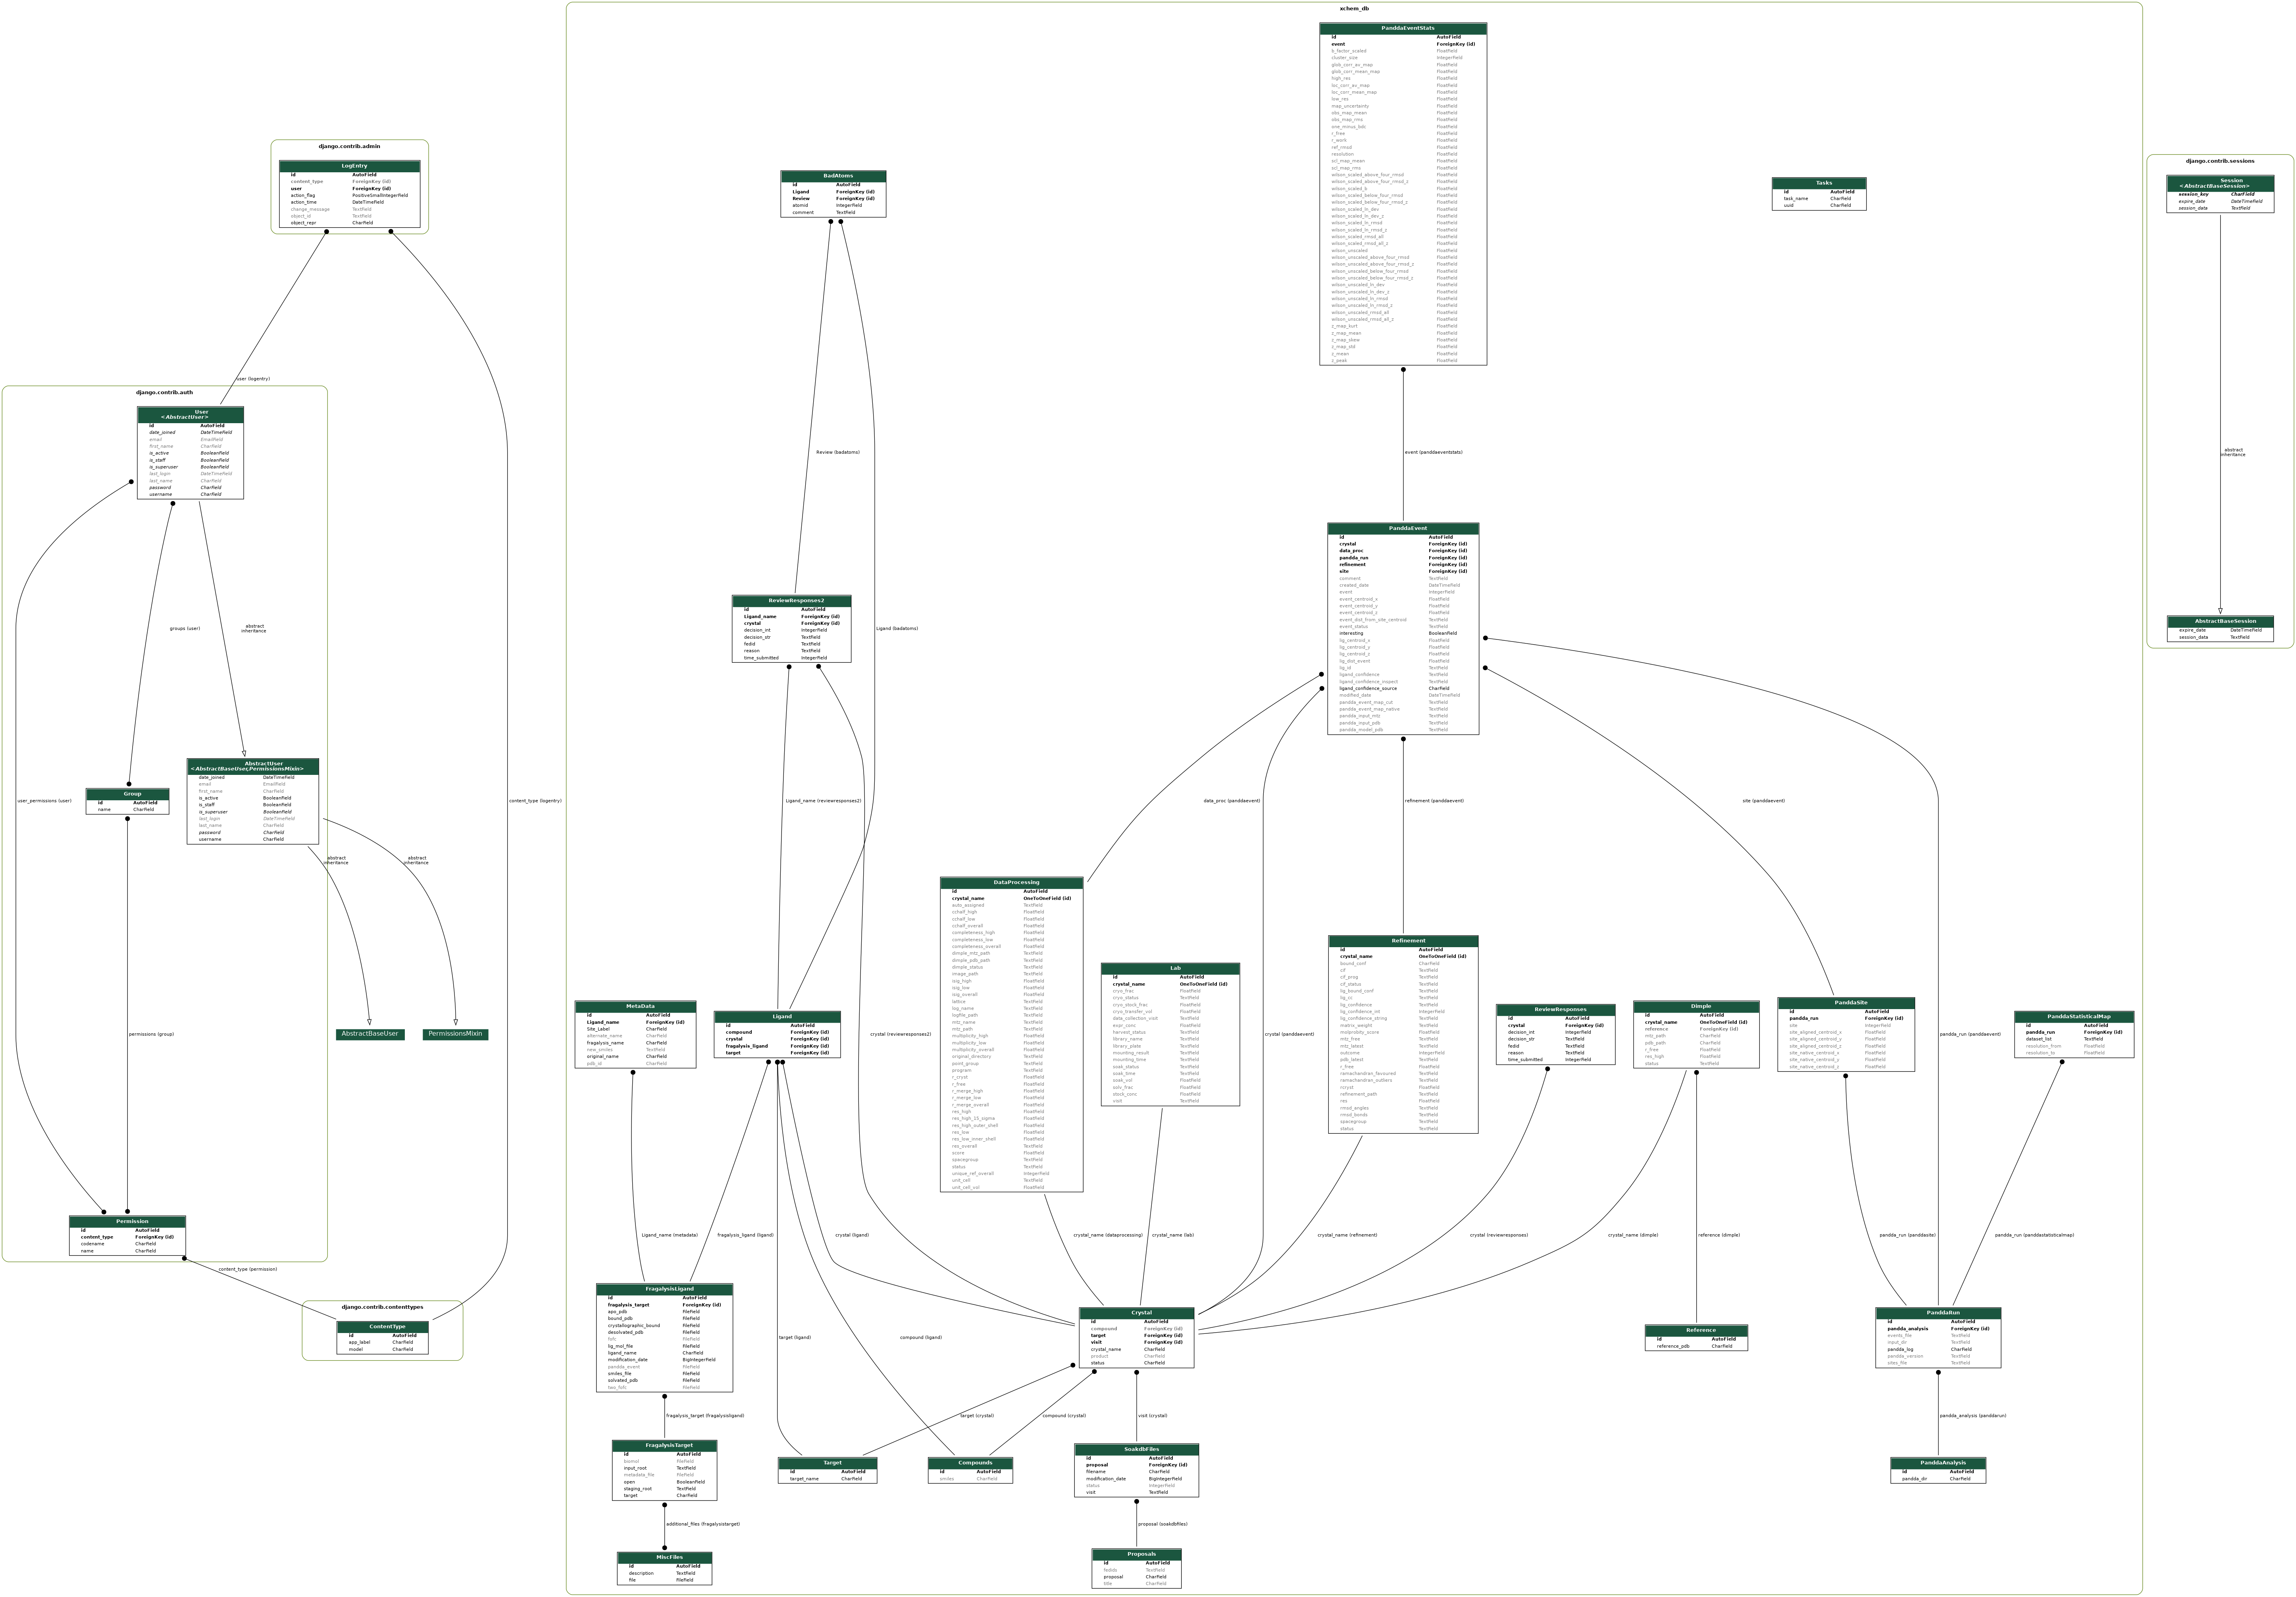 xchem_db
PanddaEventStats
id AutoField
event ForeignKey (id)
b_factor_scaled FloatField
cluster_size IntegerField
glob_corr_av_map FloatField
glob_corr_mean_map FloatField
high_res FloatField
loc_corr_av_map FloatField
loc_corr_mean_map FloatField
low_res FloatField
map_uncertainty FloatField
obs_map_mean FloatField
obs_map_rms FloatField
one_minus_bdc FloatField
r_free FloatField
r_work FloatField
ref_rmsd FloatField
resolution FloatField
scl_map_mean FloatField
scl_map_rms FloatField
wilson_scaled_above_four_rmsd FloatField
wilson_scaled_above_four_rmsd_z FloatField
wilson_scaled_b FloatField
wilson_scaled_below_four_rmsd FloatField
wilson_scaled_below_four_rmsd_z FloatField
wilson_scaled_ln_dev FloatField
wilson_scaled_ln_dev_z FloatField
wilson_scaled_ln_rmsd FloatField
wilson_scaled_ln_rmsd_z FloatField
wilson_scaled_rmsd_all FloatField
wilson_scaled_rmsd_all_z FloatField
wilson_unscaled FloatField
wilson_unscaled_above_four_rmsd FloatField
wilson_unscaled_above_four_rmsd_z FloatField
wilson_unscaled_below_four_rmsd FloatField
wilson_unscaled_below_four_rmsd_z FloatField
wilson_unscaled_ln_dev FloatField
wilson_unscaled_ln_dev_z FloatField
wilson_unscaled_ln_rmsd FloatField
wilson_unscaled_ln_rmsd_z FloatField
wilson_unscaled_rmsd_all FloatField
wilson_unscaled_rmsd_all_z FloatField
z_map_kurt FloatField
z_map_mean FloatField
z_map_skew FloatField
z_map_std FloatField
z_mean FloatField
z_peak FloatField
django.contrib.admin
LogEntry
id AutoField
content_type ForeignKey (id)
user ForeignKey (id)
action_flag PositiveSmallIntegerField
action_time DateTimeField
change_message TextField
object_id TextField
object_repr CharField
BadAtoms
id AutoField
Ligand ForeignKey (id)
Review ForeignKey (id)
atomid IntegerField
comment TextField
Tasks
id AutoField
task_name CharField
uuid CharField
django.contrib.sessions
Session
<AbstractBaseSession>
session_key CharField
expire_date DateTimeField
session_data TextField
user (logentry)
django.contrib.auth
User
<AbstractUser>
id AutoField
date_joined DateTimeField
email EmailField
first_name CharField
is_active BooleanField
is_staff BooleanField
is_superuser BooleanField
last_login DateTimeField
last_name CharField
password CharField
username CharField
Review (badatoms)
event (panddaeventstats)
abstract
inheritance
PanddaEvent
id AutoField
crystal ForeignKey (id)
data_proc ForeignKey (id)
pandda_run ForeignKey (id)
refinement ForeignKey (id)
site ForeignKey (id)
comment TextField
created_date DateTimeField
event IntegerField
event_centroid_x FloatField
event_centroid_y FloatField
event_centroid_z FloatField
event_dist_from_site_centroid TextField
event_status TextField
interesting BooleanField
lig_centroid_x FloatField
lig_centroid_y FloatField
lig_centroid_z FloatField
lig_dist_event FloatField
lig_id TextField
ligand_confidence TextField
ligand_confidence_inspect TextField
ligand_confidence_source CharField
modified_date DateTimeField
pandda_event_map_cut TextField
pandda_event_map_native TextField
pandda_input_mtz TextField
pandda_input_pdb TextField
pandda_model_pdb TextField
ReviewResponses2
id AutoField
Ligand_name ForeignKey (id)
crystal ForeignKey (id)
decision_int IntegerField
decision_str TextField
fedid TextField
reason TextField
time_submitted IntegerField
AbstractBaseSession
expire_date DateTimeField
session_data TextField
groups (user)
abstract
inheritance
Ligand (badatoms)
AbstractUser
<AbstractBaseUser,PermissionsMixin>
date_joined DateTimeField
email EmailField
first_name CharField
is_active BooleanField
is_staff BooleanField
is_superuser BooleanField
last_login DateTimeField
last_name CharField
password CharField
username CharField
Group
id AutoField
name CharField
user_permissions (user)
content_type (logentry)
Ligand_name (reviewresponses2)
data_proc (panddaevent)
refinement (panddaevent)
site (panddaevent)
abstract
inheritance
abstract
inheritance
DataProcessing
id AutoField
crystal_name OneToOneField (id)
auto_assigned TextField
cchalf_high FloatField
cchalf_low FloatField
cchalf_overall FloatField
completeness_high FloatField
completeness_low FloatField
completeness_overall FloatField
dimple_mtz_path TextField
dimple_pdb_path TextField
dimple_status TextField
image_path TextField
isig_high FloatField
isig_low FloatField
isig_overall FloatField
lattice TextField
log_name TextField
logfile_path TextField
mtz_name TextField
mtz_path TextField
multiplicity_high FloatField
multiplicity_low FloatField
multiplicity_overall FloatField
original_directory TextField
point_group TextField
program TextField
r_cryst FloatField
r_free FloatField
r_merge_high FloatField
r_merge_low FloatField
r_merge_overall FloatField
res_high FloatField
res_high_15_sigma FloatField
res_high_outer_shell FloatField
res_low FloatField
res_low_inner_shell FloatField
res_overall TextField
score FloatField
spacegroup TextField
status TextField
unique_ref_overall IntegerField
unit_cell TextField
unit_cell_vol FloatField
Lab
id AutoField
crystal_name OneToOneField (id)
cryo_frac FloatField
cryo_status TextField
cryo_stock_frac FloatField
cryo_transfer_vol FloatField
data_collection_visit TextField
expr_conc FloatField
harvest_status TextField
library_name TextField
library_plate TextField
mounting_result TextField
mounting_time TextField
soak_status TextField
soak_time TextField
soak_vol FloatField
solv_frac FloatField
stock_conc FloatField
visit TextField
Refinement
id AutoField
crystal_name OneToOneField (id)
bound_conf CharField
cif TextField
cif_prog TextField
cif_status TextField
lig_bound_conf TextField
lig_cc TextField
lig_confidence TextField
lig_confidence_int IntegerField
lig_confidence_string TextField
matrix_weight TextField
molprobity_score FloatField
mtz_free TextField
mtz_latest TextField
outcome IntegerField
pdb_latest TextField
r_free FloatField
ramachandran_favoured TextField
ramachandran_outliers TextField
rcryst FloatField
refinement_path TextField
res FloatField
rmsd_angles TextField
rmsd_bonds TextField
spacegroup TextField
status TextField
MetaData
id AutoField
Ligand_name ForeignKey (id)
Site_Label CharField
alternate_name CharField
fragalysis_name CharField
new_smiles TextField
original_name CharField
pdb_id CharField
Ligand
id AutoField
compound ForeignKey (id)
crystal ForeignKey (id)
fragalysis_ligand ForeignKey (id)
target ForeignKey (id)
ReviewResponses
id AutoField
crystal ForeignKey (id)
decision_int IntegerField
decision_str TextField
fedid TextField
reason TextField
time_submitted IntegerField
Dimple
id AutoField
crystal_name OneToOneField (id)
reference ForeignKey (id)
mtz_path CharField
pdb_path CharField
r_free FloatField
res_high FloatField
status TextField
PanddaSite
id AutoField
pandda_run ForeignKey (id)
site IntegerField
site_aligned_centroid_x FloatField
site_aligned_centroid_y FloatField
site_aligned_centroid_z FloatField
site_native_centroid_x FloatField
site_native_centroid_y FloatField
site_native_centroid_z FloatField
PanddaStatisticalMap
id AutoField
pandda_run ForeignKey (id)
dataset_list TextField
resolution_from FloatField
resolution_to FloatField
AbstractBaseUser
PermissionsMixin
permissions (group)
crystal (reviewresponses2)
crystal (panddaevent)
pandda_run (panddaevent)
Permission
id AutoField
content_type ForeignKey (id)
codename CharField
name CharField
Ligand_name (metadata)
fragalysis_ligand (ligand)
crystal (ligand)
crystal_name (dataprocessing)
crystal_name (lab)
crystal_name (refinement)
crystal (reviewresponses)
crystal_name (dimple)
reference (dimple)
pandda_run (panddasite)
pandda_run (panddastatisticalmap)
content_type (permission)
django.contrib.contenttypes
ContentType
id AutoField
app_label CharField
model CharField
FragalysisLigand
id AutoField
fragalysis_target ForeignKey (id)
apo_pdb FileField
bound_pdb FileField
crystallographic_bound FileField
desolvated_pdb FileField
fofc FileField
lig_mol_file FileField
ligand_name CharField
modification_date BigIntegerField
pandda_event FileField
smiles_file FileField
solvated_pdb FileField
two_fofc FileField
target (ligand)
compound (ligand)
Crystal
id AutoField
compound ForeignKey (id)
target ForeignKey (id)
visit ForeignKey (id)
crystal_name CharField
product CharField
status CharField
Reference
id AutoField
reference_pdb CharField
PanddaRun
id AutoField
pandda_analysis ForeignKey (id)
events_file TextField
input_dir TextField
pandda_log CharField
pandda_version TextField
sites_file TextField
fragalysis_target (fragalysisligand)
target (crystal)
compound (crystal)
visit (crystal)
pandda_analysis (panddarun)
FragalysisTarget
id AutoField
biomol FileField
input_root TextField
metadata_file FileField
open BooleanField
staging_root TextField
target CharField
Target
id AutoField
target_name CharField
Compounds
id AutoField
smiles CharField
SoakdbFiles
id AutoField
proposal ForeignKey (id)
filename CharField
modification_date BigIntegerField
status IntegerField
visit TextField
PanddaAnalysis
id AutoField
pandda_dir CharField
additional_files (fragalysistarget)
proposal (soakdbfiles)
MiscFiles
id AutoField
description TextField
file FileField
Proposals
id AutoField
fedids TextField
proposal CharField
title CharField